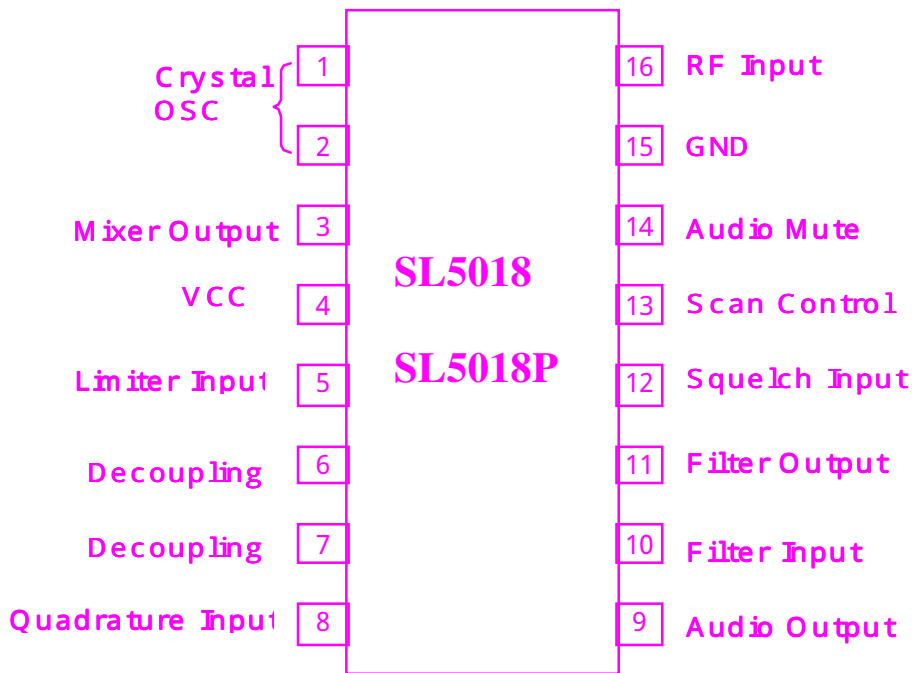 Crystal
OSC
1
2
Mixer Output
3
VCC
4
Limiter Input
5
Decoupling
6
Decoupling
7
Quadrature Input
8
SL5018
SL5018P
16
RF Input
15
GND
14
Audio Mute
13
Scan Control
12
Squelch Input
11
Filter Output
10
Filter Input
9
Audio Output